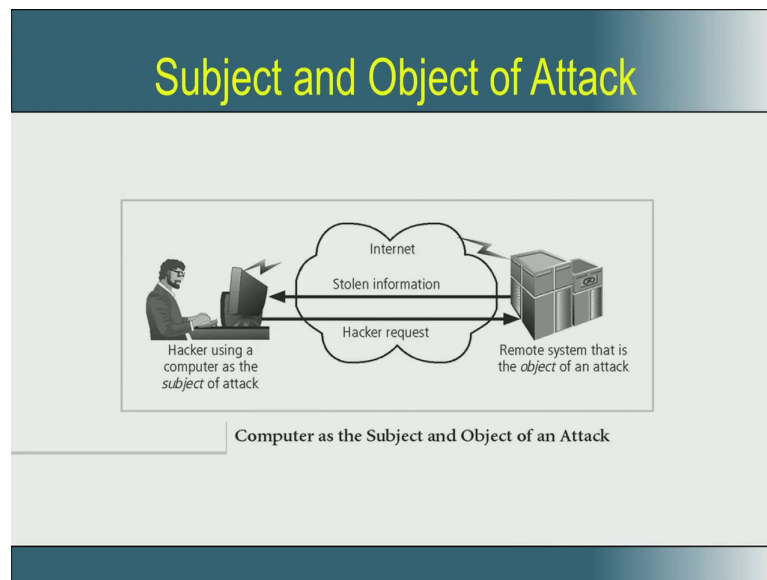 Subject and Object of Attack
Internet
Stolen information
Hacker request
Hacker using a
computer as the
subject of attack
Remote system that is
the object of an attack
Computer as the Subject and Object of an Attack